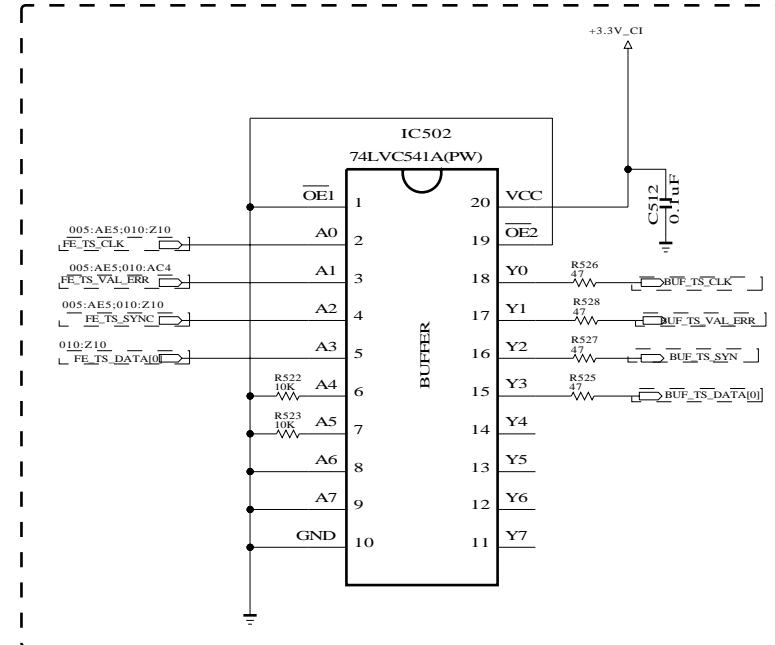 +3.3V_CI
IC502
74LVC541A(PW)
OE1 1 20 VCC
C512
0.1uF
005:AE5;010:Z10
FE_TS_CLK
A0 2 19 OE2
005:AE5;010:AC4
FE_TS_VAL_ERR
A1 3 18 Y0
R526
47
BUF_TS_CLK
005:AE5;010:Z10
FE_TS_SYNC
A2 4 17 Y1
R528
47
BUF_TS_VAL_ERR
010:Z10
FE_TS_DATA[0]
A3 5 16 Y2
R527
47
BUF_TS_SYN
BUFFER
R522
10K
A4 6 15 Y3
R525
47
BUF_TS_DATA[0]
R523
10K
A5 7 14 Y4
A6 8 13 Y5
A7 9 12 Y6
GND 10 11 Y7